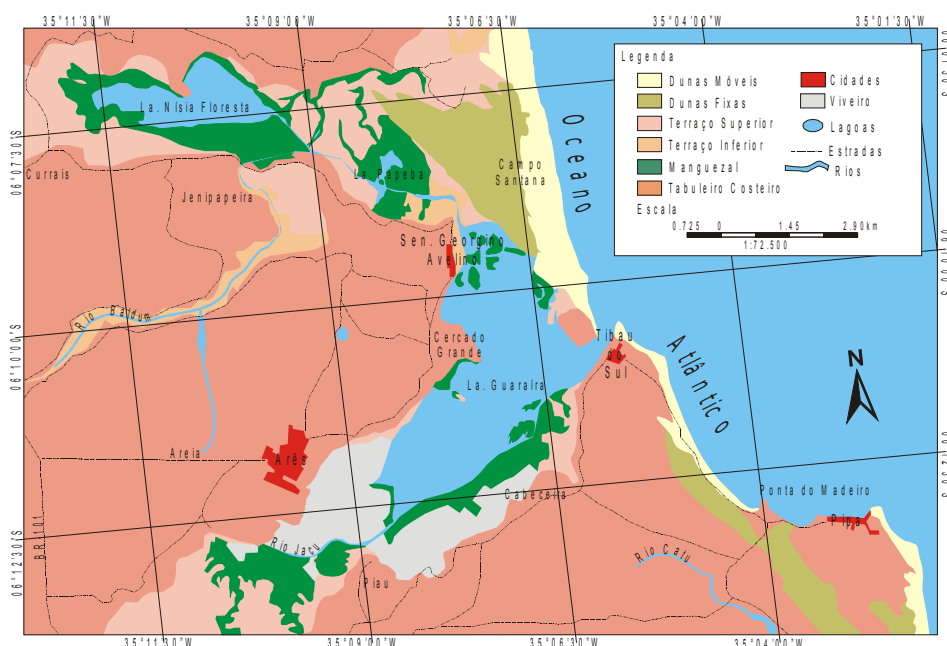 35°11'30"W
35°09'00"W
35°06'30"W
35°04'00"W
35°01'30"W
Legenda
Dunas Móveis
Dunas Fixas
Terraço Superior
Terraço Inferior
Manguezal
Tabuleiro Costeiro
Cidades
Viveiro
Lagoas
Estradas
Rios
Escala
0.725 0 1.45 2.90km
1:72.500
La. Nísia Floresta
06°07'30"S
Currais
Jenipapeira
La. Papeba
Campo
Santana
Oceano
Sen. Georgino
Avelino
Rio Baldum
06°10'00"S
Cercado
Grande
Tibau
do
Sul
Atlântico
N
La. Guaraíra
Areia
Arês
Cabeceira
Ponta do Madeiro
Pipa
BR 101
06°12'30"S
Rio Jacu
Piau
Rio Catu
35°11'30"W
35°09'00"W
35°06'30"W
35°04'00"W